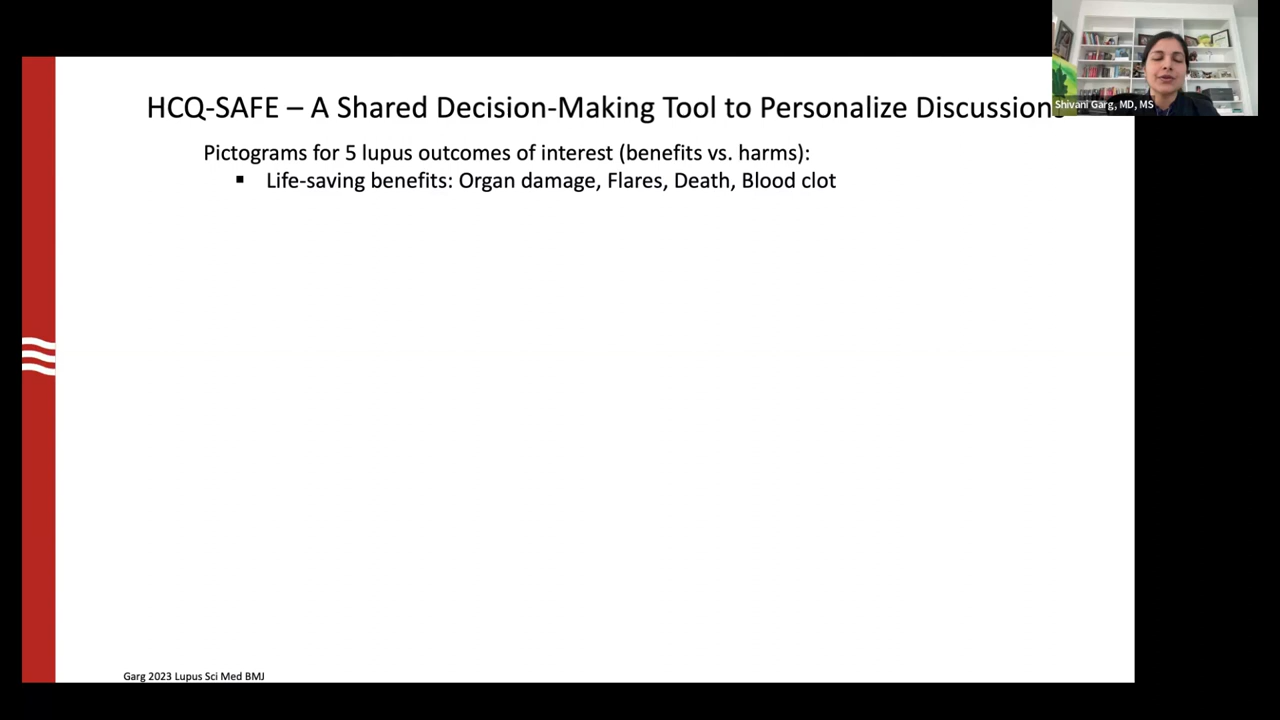 HCQ-SAFE – A Shared Decision-Making Tool to Personalize Discussions
Shivani Garg, MD, MS
Pictograms for 5 lupus outcomes of interest (benefits vs. harms):
▪ Life-saving benefits: Organ damage, Flares, Death, Blood clot
Garg 2023 Lupus Sci Med BMJ